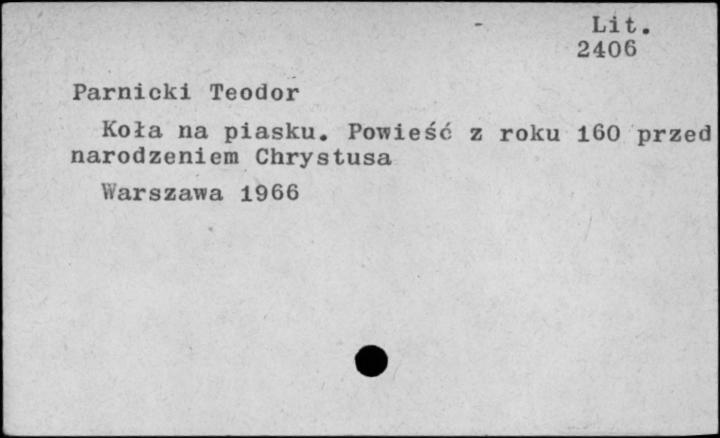 Lit.
2406
Parnicki Teodor
Koła na piasku. Powieść z roku 160 przed
narodzeniem Chrystusa
Warszawa 1966